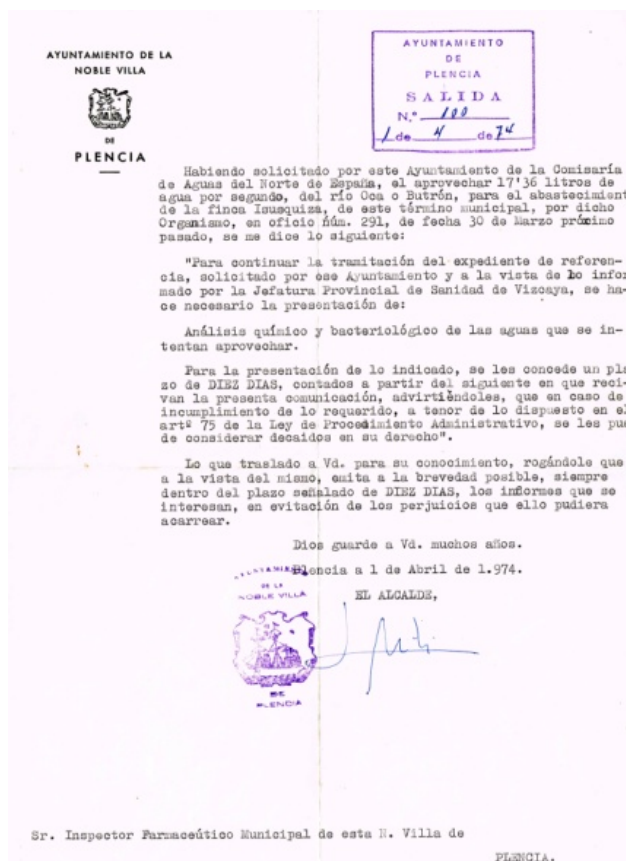 AYUNTAMIENTO DE LA
NOBLE VILLA
DE
PLENCIA
AYUNTAMIENTO
DE
PLENCIA
SALIDA
N.º 100
1 de 4 de 74
Habiendo solicitado por este Ayuntamiento de la Comisaría
de Aguas del Norte de España, el aprovechar 17'36 litros de
agua por segundo, del río Oca o Butrón, para el abastecimient
de la finca Isusquiza, de este término municipal, por dicho
Organismo, en oficio núm. 291, de fecha 30 de Marzo próximo
pasado, se me dice lo siguiente:
"Para continuar la tramitación del expediente de referen-
cia, solicitado por ese Ayuntamiento y a la vista de lo infor
mado por la Jefatura Provincial de Sanidad de Vizcaya, se ha-
ce necesario la presentación de:
Análisis químico y bacteriológico de las aguas que se in-
tentan aprovechar.
Para la presentación de lo indicado, se les concede un pla
zo de DIEZ DIAS, contados a partir del siguiente en que reci-
van la presenta comunicación, advirtiéndoles, que en caso de
incumplimiento de lo requerido, a tenor de lo dispuesto en el
artº 75 de la Ley de Procedimiento Administrativo, se les pue
de considerar decaidos en su derecho".
Lo que traslado a Vd. para su conocimiento, rogándole que
a la vista del mismo, emita a la brevedad posible, siempre
dentro del plazo señalado de DIEZ DIAS, los informes que se
interesan, en evitación de los perjuicios que ello pudiera
acarrear.
Dios guarde a Vd. muchos años.
Plencia a 1 de Abril de 1.974.
EL ALCALDE,
AYUNTAMIENTO
DE LA
NOBLE VILLA
DE
PLENCIA
Sr. Inspector Farmaceútico Municipal de esta N. Villa de
PLENCIA.